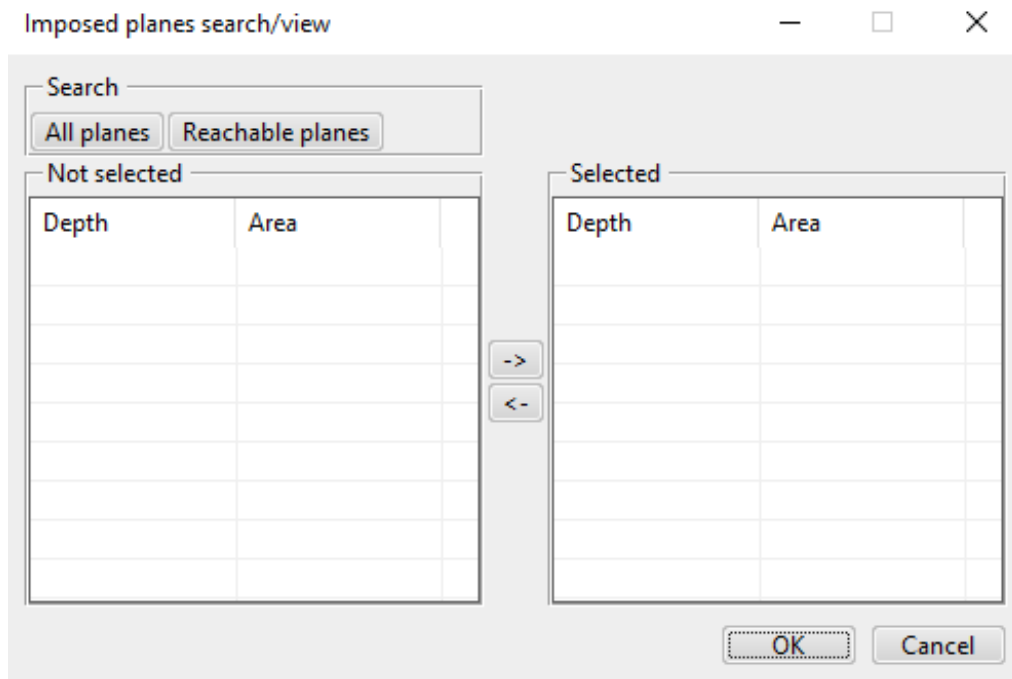 Imposed planes search/view
Search
All planes Reachable planes
Not selected
Depth Area
Selected
Depth Area
->
<-
OK Cancel